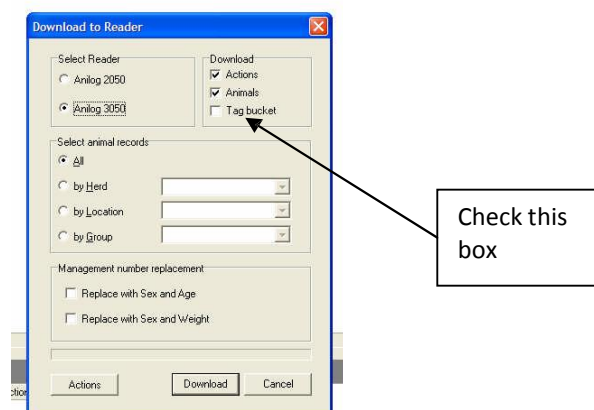 Download to Reader
Select Reader
Anilog 2050
Anilog 3050
Download
Actions
Animals
Tag bucket
Select animal records
All
by Herd
by Location
by Group
Management number replacement
Replace with Sex and Age
Replace with Sex and Weight
Actions
Download
Cancel
Check this
box